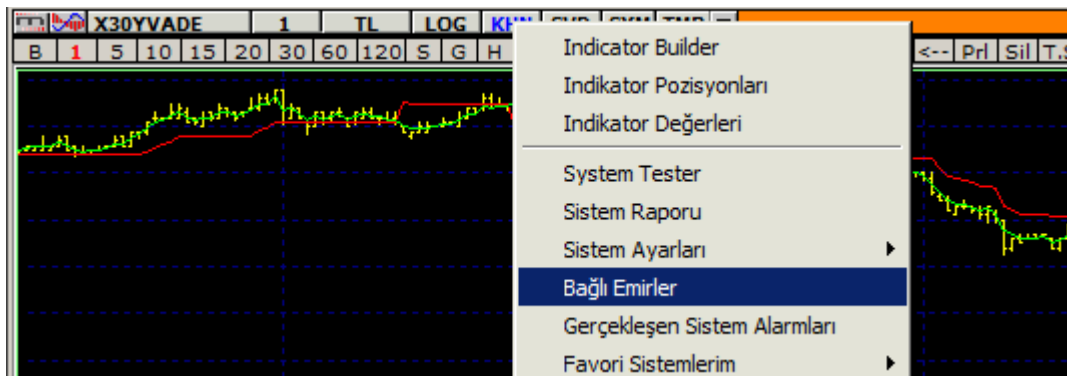 X30YVADE 1 TL LOG KHN
B 1 5 10 15 20 30 60 120 S G H <-- Prl Sil
Indicator Builder
Indikator Pozisyonları
Indikator Değerleri
System Tester
Sistem Raporu
Sistem Ayarları
Bağlı Emirler
Gerçekleşen Sistem Alarmları
Favori Sistemlerim